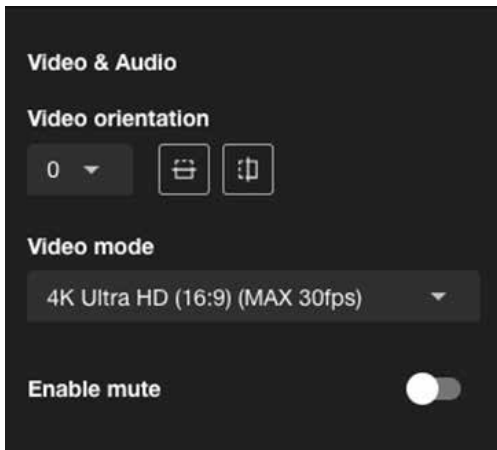 Video & Audio
Video orientation
0
Video mode
4K Ultra HD (16:9) (MAX 30fps)
Enable mute